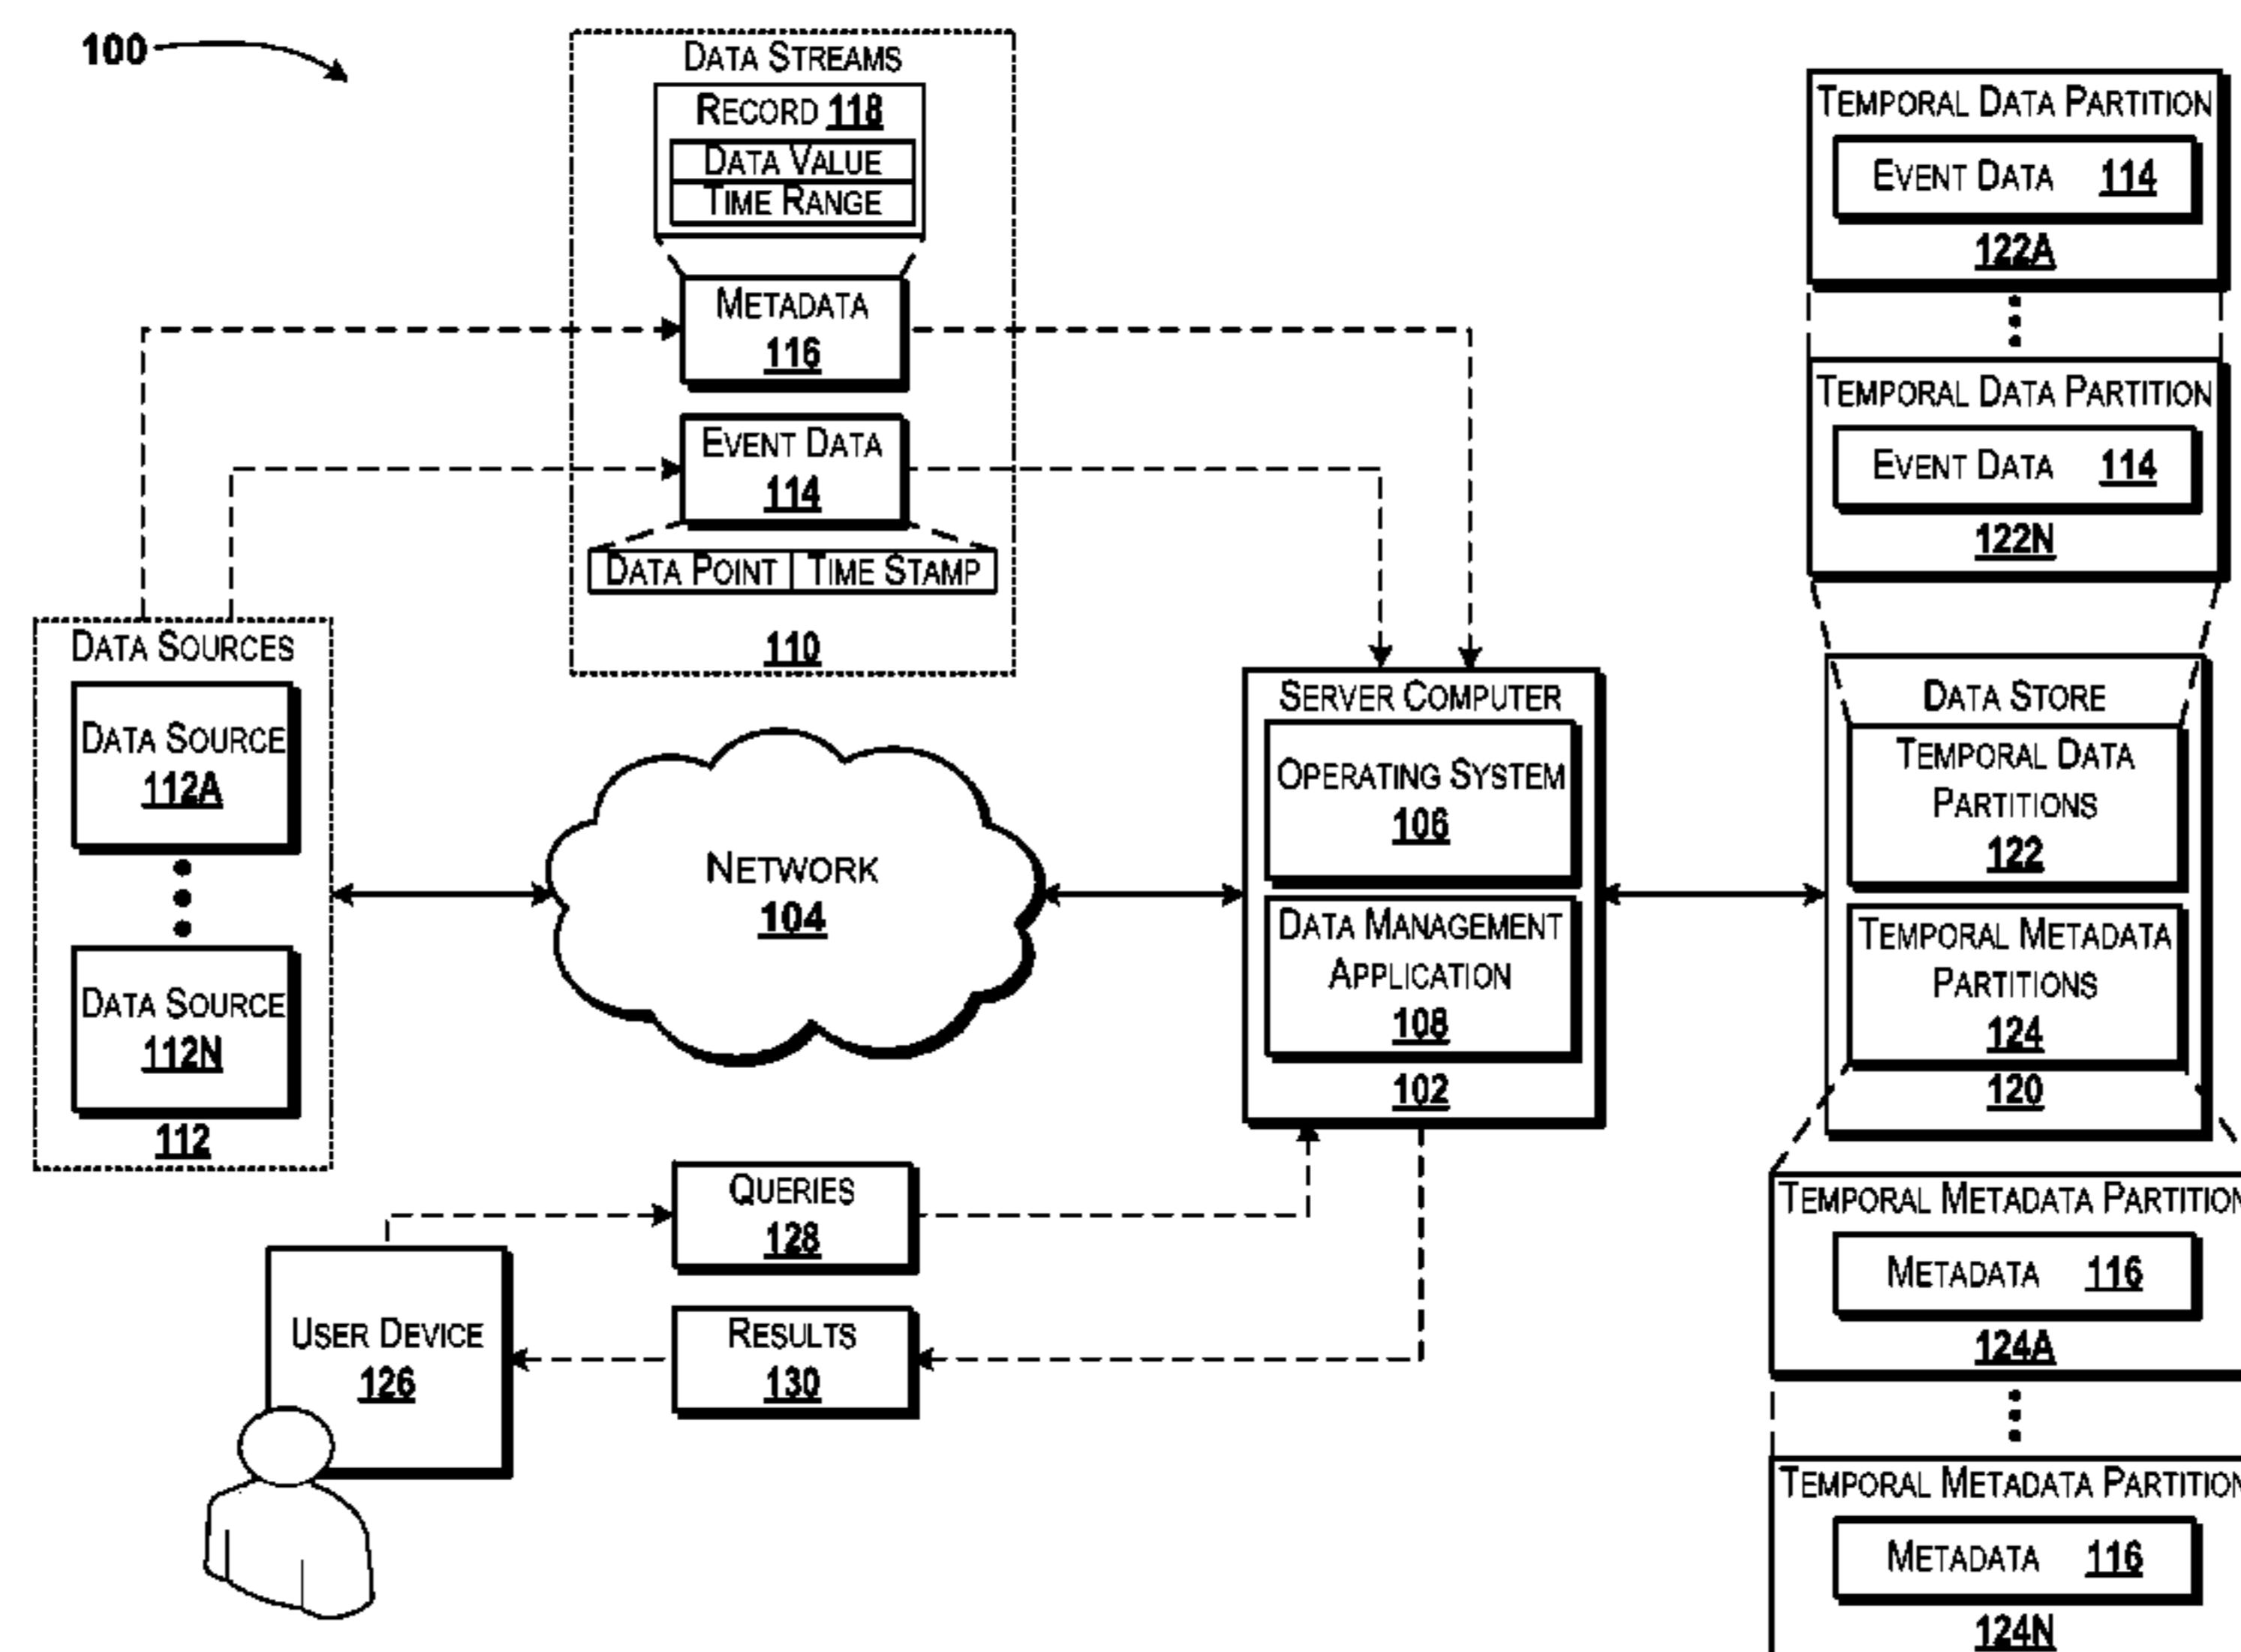 100
DATA STREAMS
RECORD 118
DATA VALUE
TIME RANGE
METADATA
116
EVENT DATA
114
DATA POINT TIME STAMP
110
DATA SOURCES
DATA SOURCE
112A
DATA SOURCE
112N
112
NETWORK
104
SERVER COMPUTER
OPERATING SYSTEM
106
DATA MANAGEMENT
APPLICATION
108
102
QUERIES
128
RESULTS
130
USER DEVICE
126
TEMPORAL DATA PARTITION
EVENT DATA 114
122A
TEMPORAL DATA PARTITION
EVENT DATA 114
122N
DATA STORE
TEMPORAL DATA
PARTITIONS
122
TEMPORAL METADATA
PARTITIONS
124
120
TEMPORAL METADATA PARTITION
METADATA 116
124A
TEMPORAL METADATA PARTITION
METADATA 116
124N